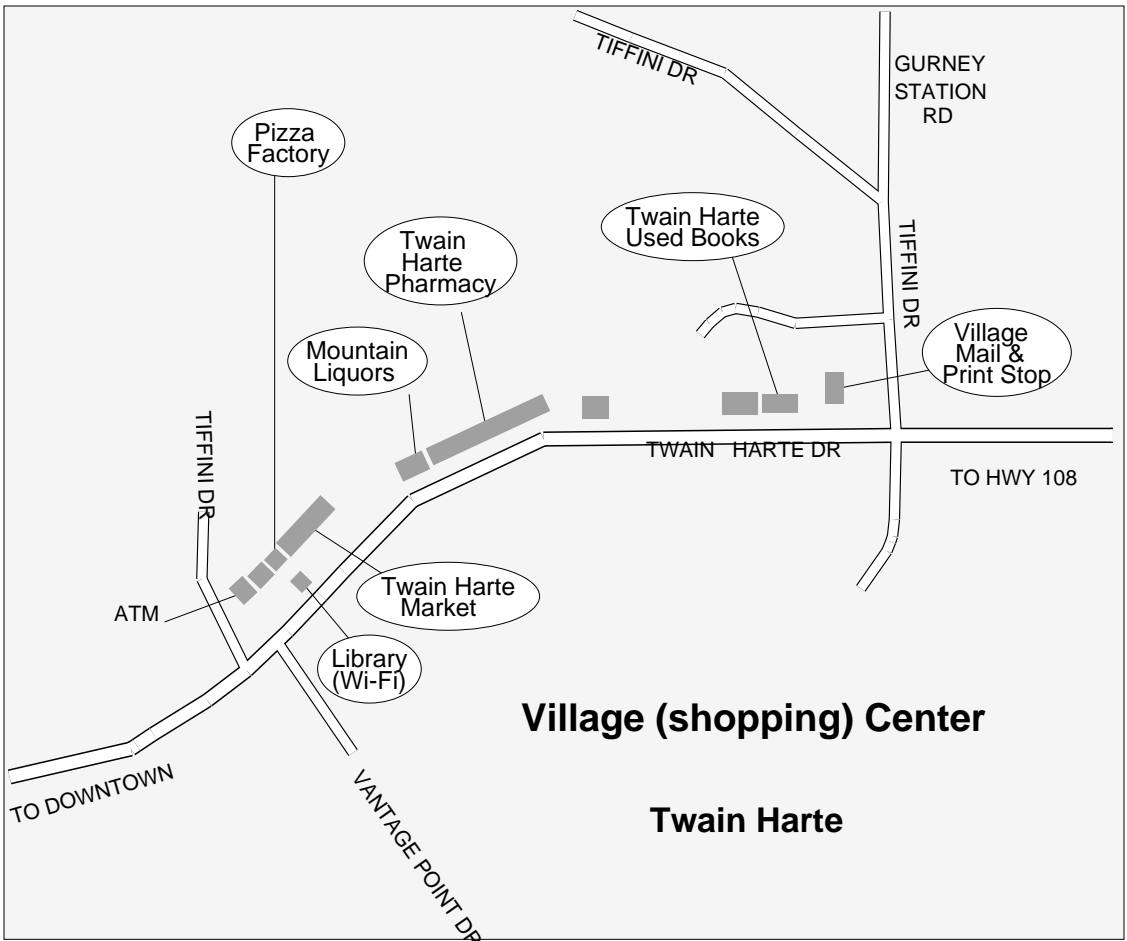 TIFFINI DR
GURNEY
STATION
RD
Pizza
Factory
Twain Harte
Used Books
Twain
Harte
Pharmacy
TIFFINI DR
Village
Mail &
Print Stop
Mountain
Liquors
TIFFINI DR
TWAIN HARTE DR
TO HWY 108
ATM
Twain Harte
Market
Library
(Wi-Fi)
Village (shopping) Center
TO DOWNTOWN
VANTAGE POINT DR
Twain Harte